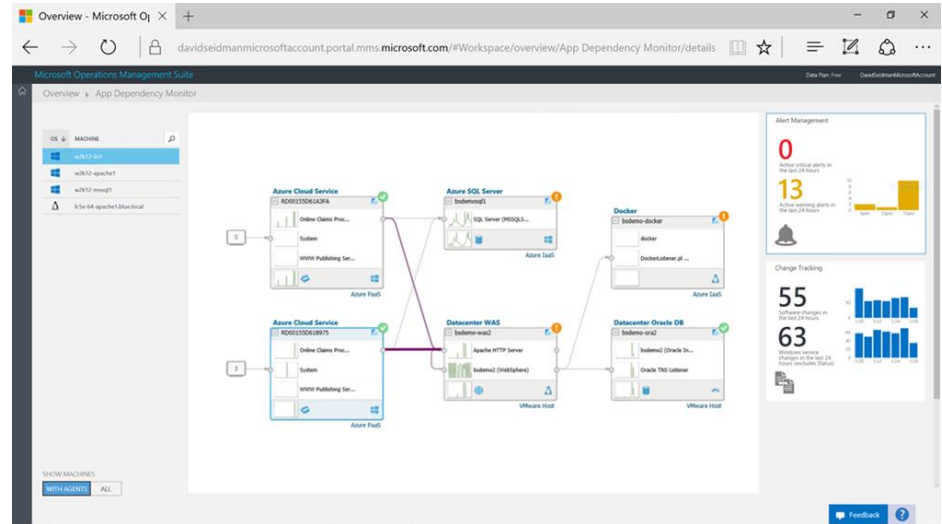 Overview - Microsoft O
davidseidmanmicrosoftaccount.portal.mms.microsoft.com/#Workspace/overview/App Dependency Monitor/details
Microsoft Operations Management Suite
Data Plan: Free
DavidSeidmanMicrosoftAccount
Overview ▸ App Dependency Monitor
OS
MACHINE
w2k12-iis1
w2k12-apache1
w2k12-mssql1
lc5x-64-apache1.blue.local
SHOW MACHINES
WITH AGENTS
ALL
5
Azure Cloud Service
RD00155D61A3FA
Online Claims Proc...
System
WWW Publishing Ser...
Azure PaaS
3
Azure Cloud Service
RD00155D61B975
Online Claims Proc...
System
WWW Publishing Ser...
Azure PaaS
Azure SQL Server
bsdemosql1
SQL Server (MSSQLS...
Azure IaaS
Datacenter WAS
bsdemo-was2
Apache HTTP Server
bsdemo2 (WebSphere)
VMware Host
Docker
bsdemo-docker
docker
DockerListener.pl ...
Azure IaaS
Datacenter Oracle DB
bsdemo-ora2
bsdemo2 (Oracle In...
Oracle TNS Listener
VMware Host
Alert Management
0
Active critical alerts in
the last 24 hours
13
Active warning alerts in
the last 24 hours
Change Tracking
55
Software changes in
the last 24 hours
63
Windows service
changes in the last 24
hours (excludes Status)
Feedback
?